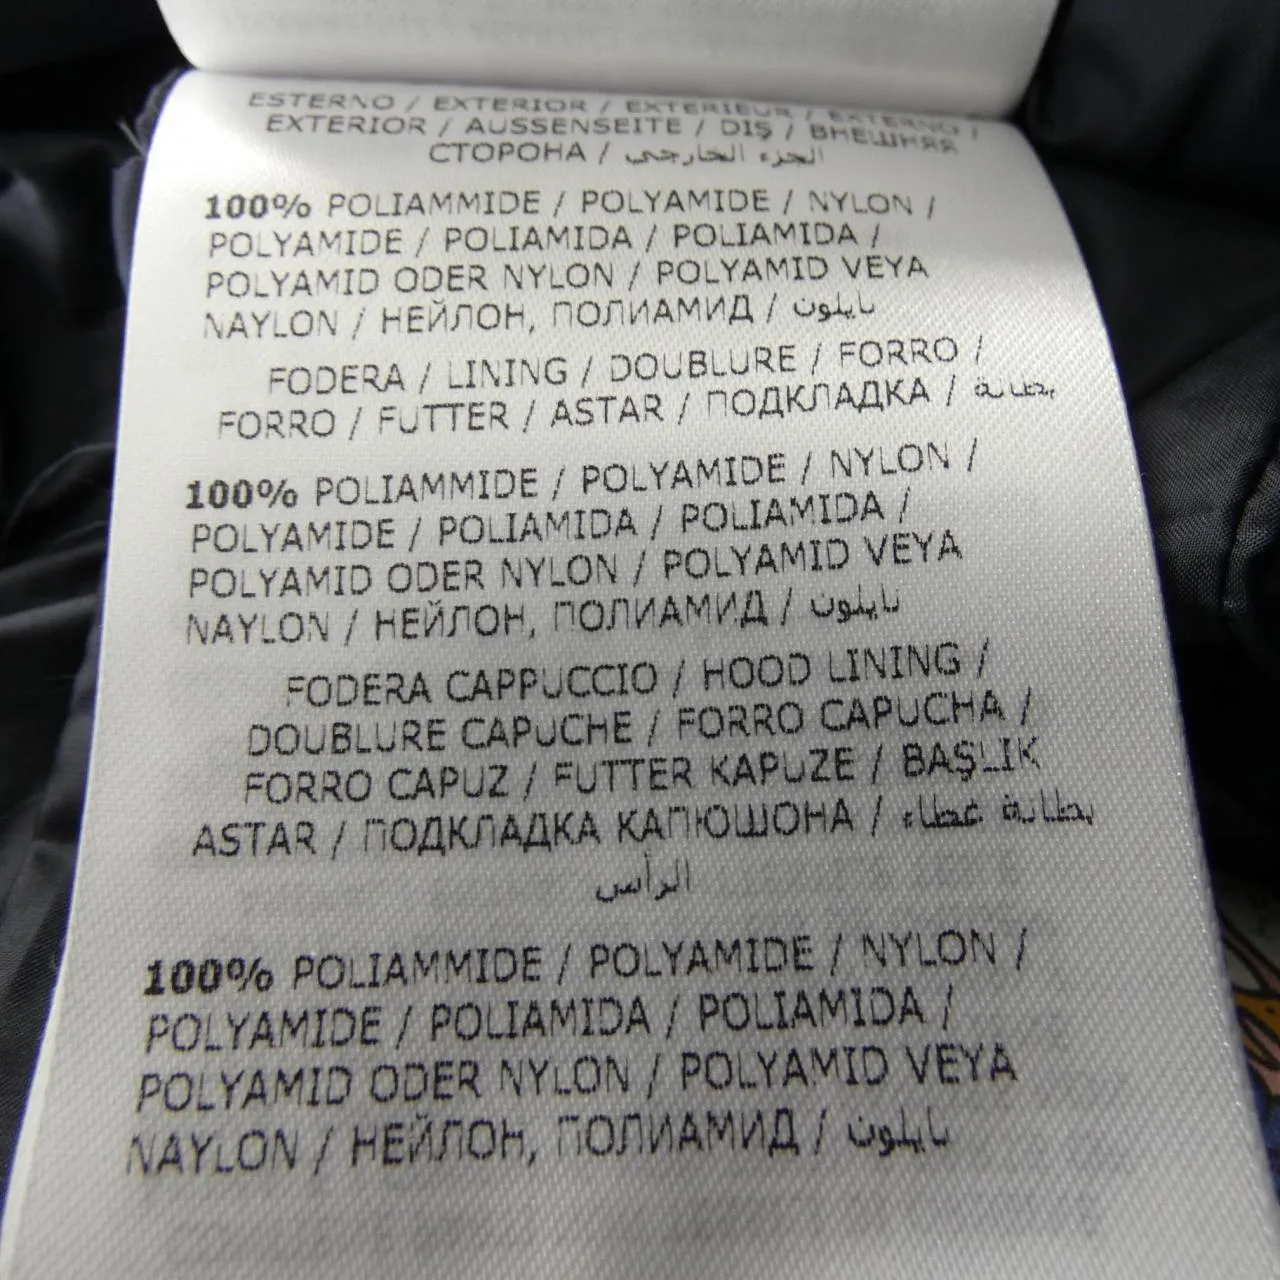 ESTERNO / EXTERIOR / EXTERIEUR / EXTERNO /
EXTERIOR / AUSSENSEITE / DIŞ / ВНЕШНЯЯ
СТОРОНА / الجزء الخارجي
100% POLIAMMIDE / POLYAMIDE / NYLON /
POLYAMIDE / POLIAMIDA / POLIAMIDA /
POLYAMID ODER NYLON / POLYAMID VEYA
NAYLON / НЕЙЛОН, ПОЛИАМИД / نايلون
FODERA / LINING / DOUBLURE / FORRO /
FORRO / FUTTER / ASTAR / ПОДКЛАДКА / بطانة
100% POLIAMMIDE / POLYAMIDE / NYLON /
POLYAMIDE / POLIAMIDA / POLIAMIDA /
POLYAMID ODER NYLON / POLYAMID VEYA
NAYLON / НЕЙЛОН, ПОЛИАМИД / نايلون
FODERA CAPPUCCIO / HOOD LINING /
DOUBLURE CAPUCHE / FORRO CAPUCHA /
FORRO CAPUZ / FUTTER KAPUZE / BAŞLIK
ASTAR / ПОДКЛАДКА КАПЮШОНА / بطانة غطاء
الرأس
100% POLIAMMIDE / POLYAMIDE / NYLON /
POLYAMIDE / POLIAMIDA / POLIAMIDA /
POLYAMID ODER NYLON / POLYAMID VEYA
NAYLON / НЕЙЛОН, ПОЛИАМИД / نايلون